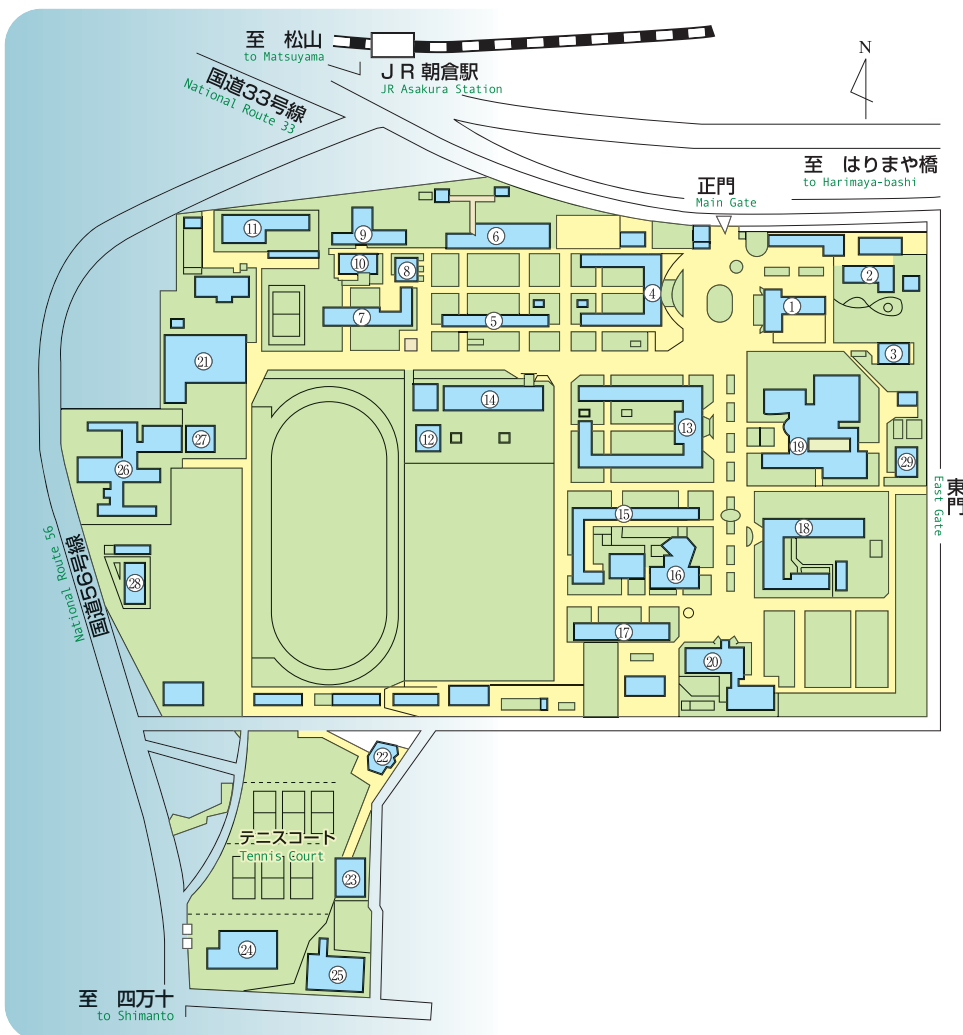 至 松山
to Matsuyama
JR朝倉駅
JR Asakura Station
国道33号線
National Route 33
N
至 はりまや橋
to Harimaya-bashi
正門
Main Gate
⑪
⑨
⑥
⑩
⑧
④
②
①
⑦
⑤
③
㉑
⑭
⑫
⑬
⑲
㉗
㉖
㉙
東門
East Gate
⑮
⑱
⑯
㉘
国道56号線
National Route 56
⑰
⑳
㉒
テニスコート
Tennis Court
㉓
㉔
㉕
至 四万十
to Shimanto